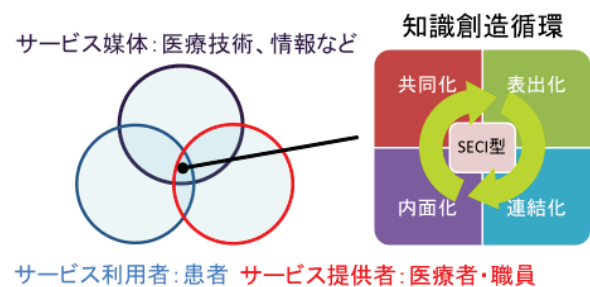 知識創造循環
サービス媒体：医療技術、情報など
共同化
表出化
SECI型
内面化
連結化
サービス利用者：患者
サービス提供者：医療者・職員